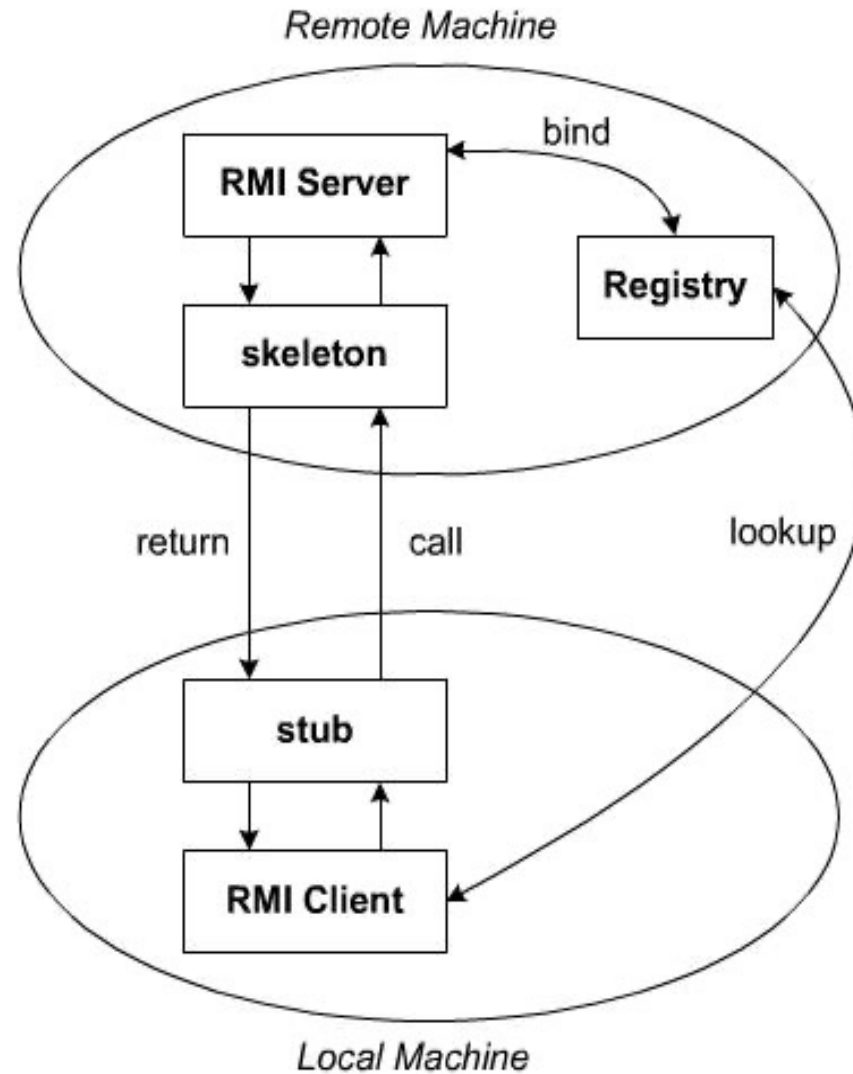 Remote Machine
bind
RMI Server
Registry
skeleton
return
call
lookup
stub
RMI Client
Local Machine